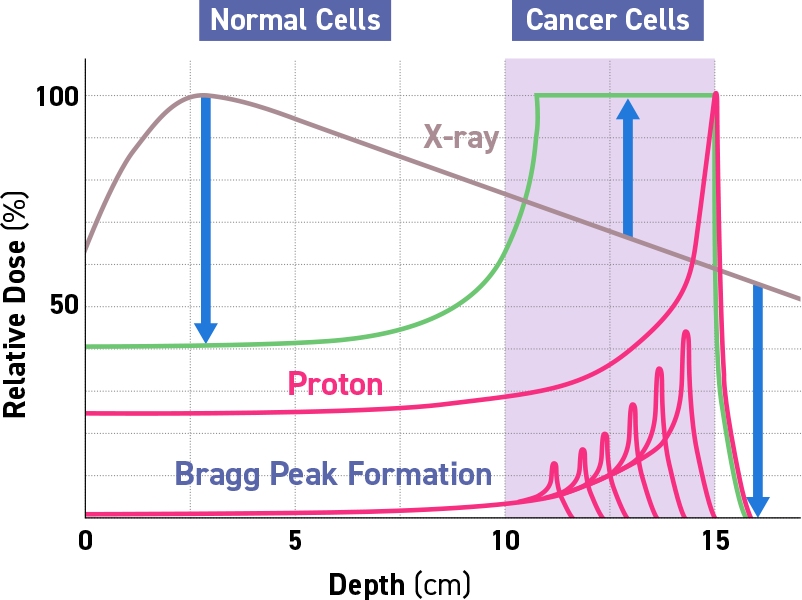 Normal Cells
Cancer Cells
100
X-ray
Relative Dose (%)
50
Proton
Bragg Peak Formation
0
5
10
15
Depth (cm)